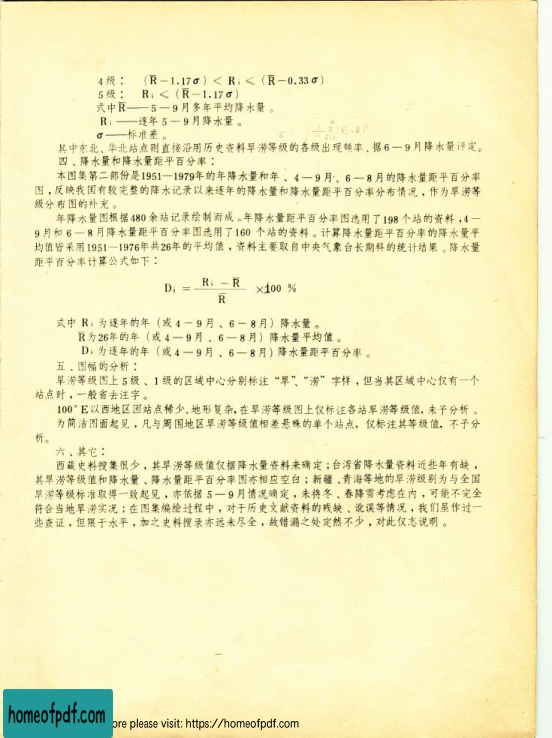 4级： （R̄－1.17σ）＜ Rᵢ ≤（R̄－0.33σ）
5级： Rᵢ ≤（R̄－1.17σ）
式中R̄——5－9月多年平均降水量。
Rᵢ——逐年5－9月降水量。
σ——标准差。
其中东北、华北站点则直接沿用历史资料旱涝等级的各级出现频率、据6－9月降水量评定。
四、降水量和降水量距平百分率：
本图集第二部份是1951—1979年的年降水量和年、4－9月、6－8月的降水量距平百分率
图，反映我国有较完整的降水记录以来逐年的降水量和降水量距平百分率分布情况，作为旱涝等
级分布图的补充。
年降水量图根据480余站记录绘制而成。年降水量距平百分率图选用了198个站的资料，4－
9月和6－8月降水量距平百分率图选用了160个站的资料。计算降水量距平百分率的降水量平
均值皆采用1951—1976年共26年的平均值，资料主要取自中央气象台长期科的统计结果。降水量
距平百分率计算公式如下：
Dᵢ = (Rᵢ － R̄) / R̄ ×100 %
式中 Rᵢ为逐年的年（或4－9月、6－8月）降水量。
R̄为26年的年（或4－9月、6－8月）降水量平均值。
Dᵢ为逐年的年（或4－9月、6－8月）降水量距平百分率。
五、图幅的分析：
旱涝等级图上5级、1级的区域中心分别标注“旱”、“涝”字样，但当其区域中心仅有一个
站点时，一般省去注字。
100°E以西地区因站点稀少、地形复杂，在旱涝等级图上仅标注各站旱涝等级值，未予分析。
为简洁图面起见，凡与周围地区旱涝等级值相差悬殊的单个站点，仅标注其等级值，不予分
析。
六、其它：
西藏史料搜集很少，其旱涝等级值仅据降水量资料来确定；台湾省降水量资料近些年有缺，
其旱涝等级值和降水量、降水量距平百分率图亦相应空白；新疆、青海等地的旱涝级别为与全国
旱涝等级标准取得一致起见，亦依据5－9月情况确定，未将冬、春降雪考虑在内，可能不完全
符合当地旱涝实况；在图集编绘过程中，对于历史文献资料的残缺、讹误等情况，我们虽作过一
些查证，但限于水平，加之史料搜录亦远未尽全，故错漏之处定然不少，对此仅志说明。
homeofpdf.com
ore please visit: https://homeofpdf.com